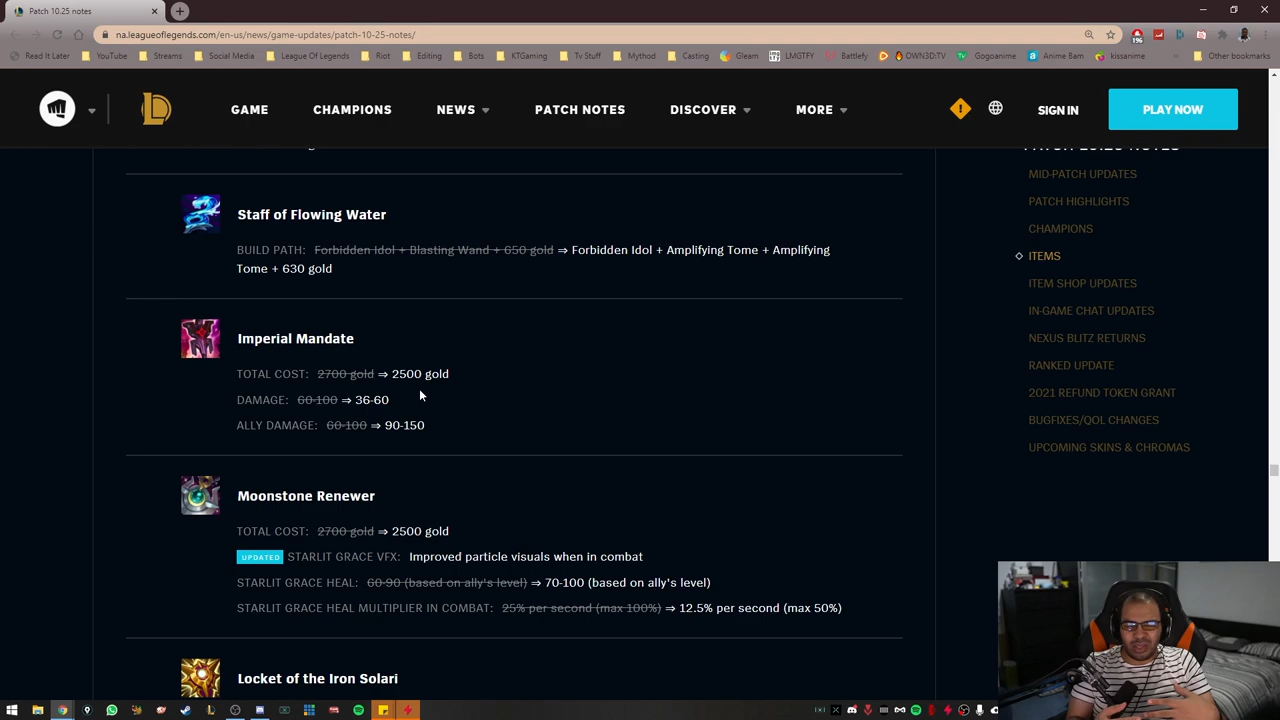 Patch 10.25 notes
na.leagueoflegends.com/en-us/news/game-updates/patch-10-25-notes/
196
Read It Later YouTube Streams Social Media League Of Legends Riot Editing Bots KTGaming Tv Stuff Mythod Casting Gleam LMGTFY Battlefy OWN3D:TV Gogoanime Anime Bam kissanime Other bookmarks
GAME CHAMPIONS NEWS PATCH NOTES DISCOVER MORE SIGN IN PLAY NOW
PATCH 10.25 NOTES
MID-PATCH UPDATES
PATCH HIGHLIGHTS
CHAMPIONS
ITEMS
ITEM SHOP UPDATES
IN-GAME CHAT UPDATES
NEXUS BLITZ RETURNS
RANKED UPDATE
2021 REFUND TOKEN GRANT
BUGFIXES/QOL CHANGES
UPCOMING SKINS & CHROMAS
Staff of Flowing Water
BUILD PATH: Forbidden Idol + Blasting Wand + 650 gold ⇒ Forbidden Idol + Amplifying Tome + Amplifying
Tome + 630 gold
Imperial Mandate
TOTAL COST: 2700 gold ⇒ 2500 gold
DAMAGE: 60-100 ⇒ 36-60
ALLY DAMAGE: 60-100 ⇒ 90-150
Moonstone Renewer
TOTAL COST: 2700 gold ⇒ 2500 gold
UPDATED STARLIT GRACE VFX: Improved particle visuals when in combat
STARLIT GRACE HEAL: 60-90 (based on ally's level) ⇒ 70-100 (based on ally's level)
STARLIT GRACE HEAL MULTIPLIER IN COMBAT: 25% per second (max 100%) ⇒ 12.5% per second (max 50%)
Locket of the Iron Solari